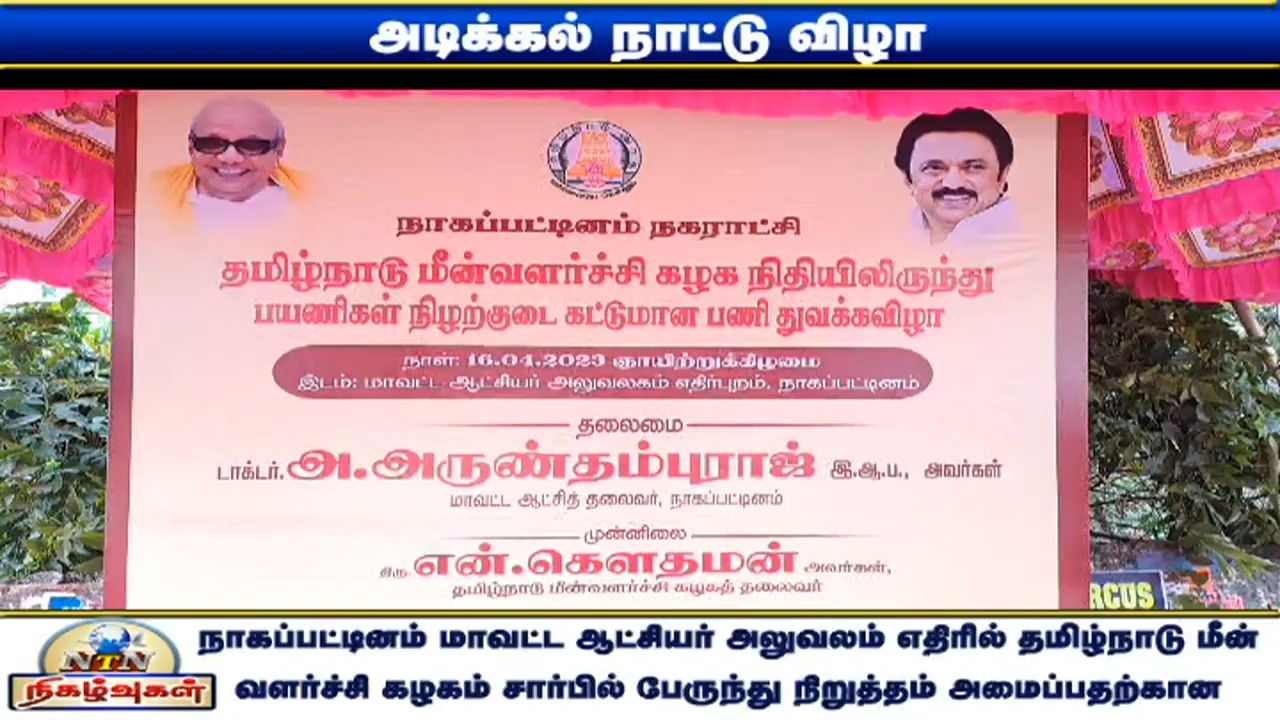 அடிக்கல் நாட்டு விழா
நாகப்பட்டினம் நகராட்சி
தமிழ்நாடு மீன்வளர்ச்சி கழக நிதியிலிருந்து
பயணிகள் நிழற்குடை கட்டுமான பணி துவக்கவிழா
நாள்: 16.04.2023 ஞாயிற்றுக்கிழமை
இடம்: மாவட்ட ஆட்சியர் அலுவலகம் எதிர்புறம், நாகப்பட்டினம்
தலைமை
டாக்டர்.அ.அருண்தம்புராஜ் இ.ஆ.ப., அவர்கள்
மாவட்ட ஆட்சித் தலைவர், நாகப்பட்டினம்
முன்னிலை
திரு.என்.கௌதமன் அவர்கள்,
தமிழ்நாடு மீன்வளர்ச்சி கழகத் தலைவர்
RCUS
NTN
நிகழ்வுகள்
நாகப்பட்டினம் மாவட்ட ஆட்சியர் அலுவலம் எதிரில் தமிழ்நாடு மீன்
வளர்ச்சி கழகம் சார்பில் பேருந்து நிறுத்தம் அமைப்பதற்கான